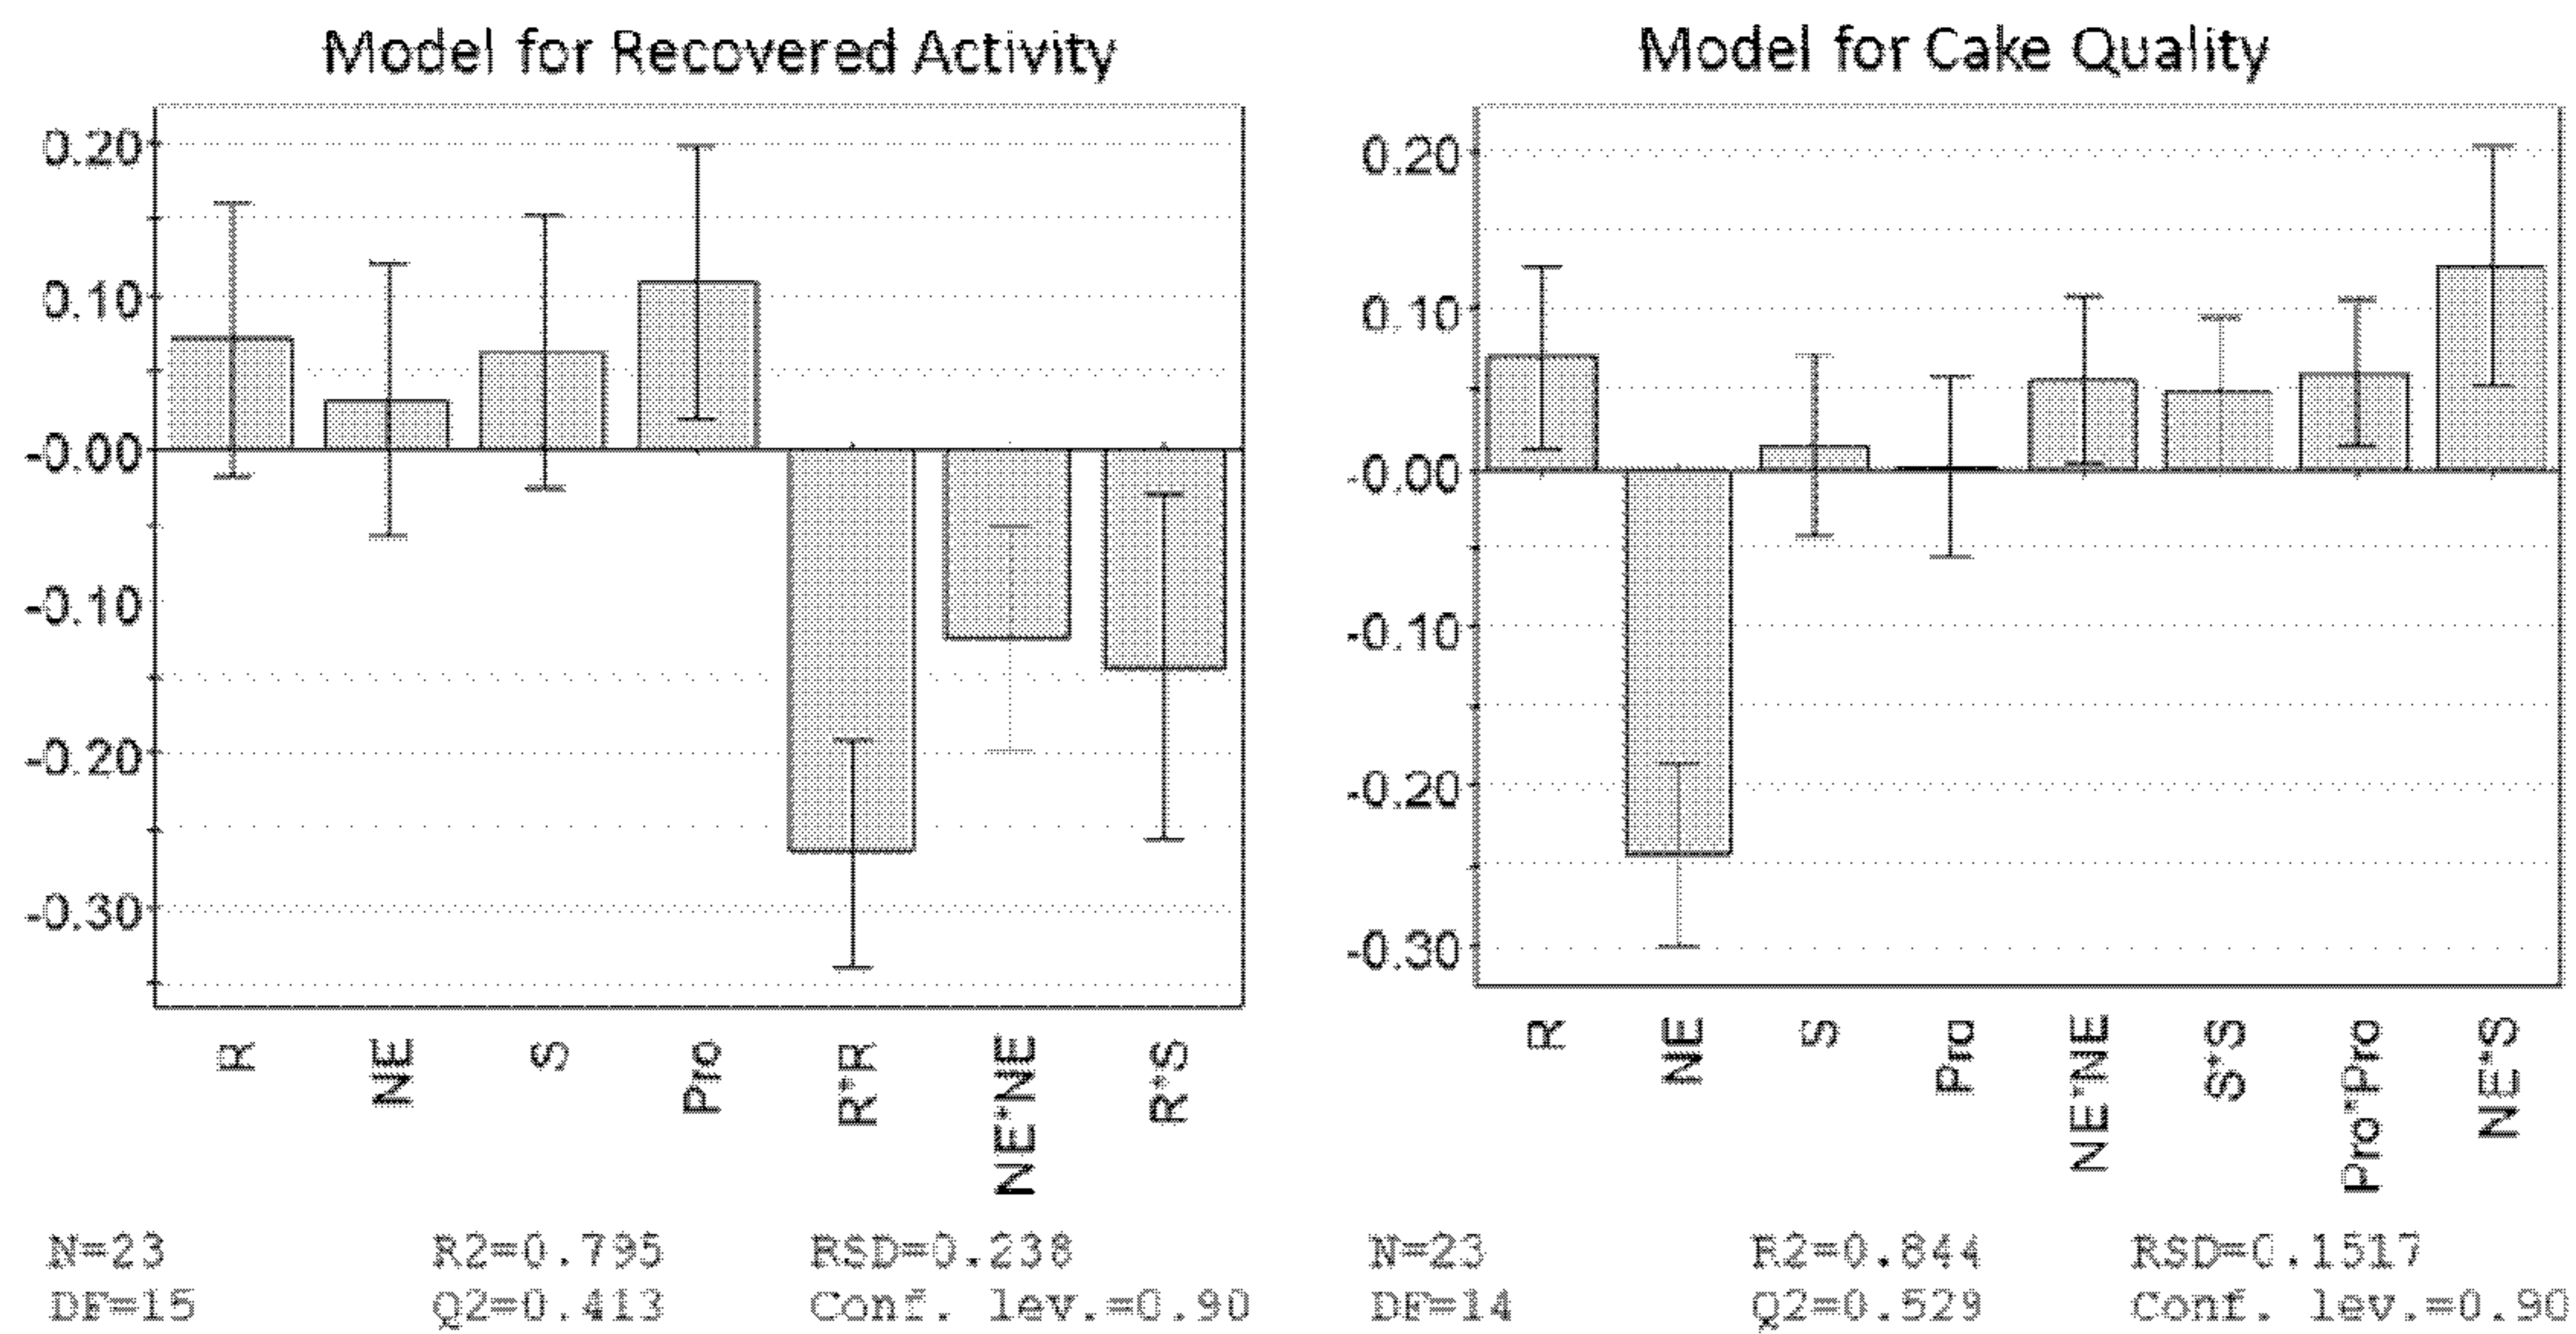 Model for Recovered Activity
0.20
0.10
-0.00
-0.10
-0.20
-0.30
R
NE
S
Pro
R*R
NE*NE
R*S
N=23
R2=0.795
RSD=0.238
DF=15
Q2=0.413
Conf. lev.=0.90
Model for Cake Quality
0.20
0.10
-0.00
-0.10
-0.20
-0.30
R
NE
S
Pro
NE*NE
S*S
Pro*Pro
NE*S
N=23
R2=0.844
RSD=0.1517
DF=14
Q2=0.529
Conf. lev.=0.90